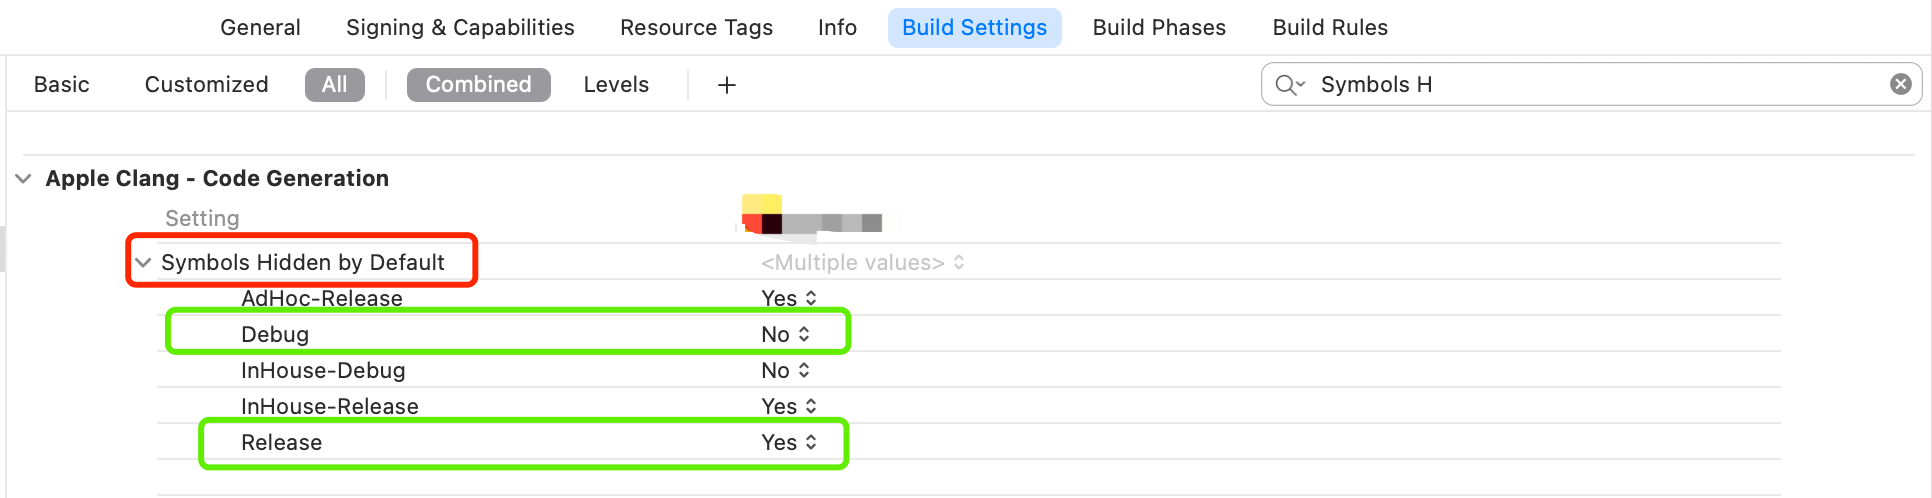 General Signing & Capabilities Resource Tags Info Build Settings Build Phases Build Rules
Basic Customized All Combined Levels + Symbols H
Apple Clang - Code Generation
Setting
Symbols Hidden by Default <Multiple values>
AdHoc-Release Yes
Debug No
InHouse-Debug No
InHouse-Release Yes
Release Yes